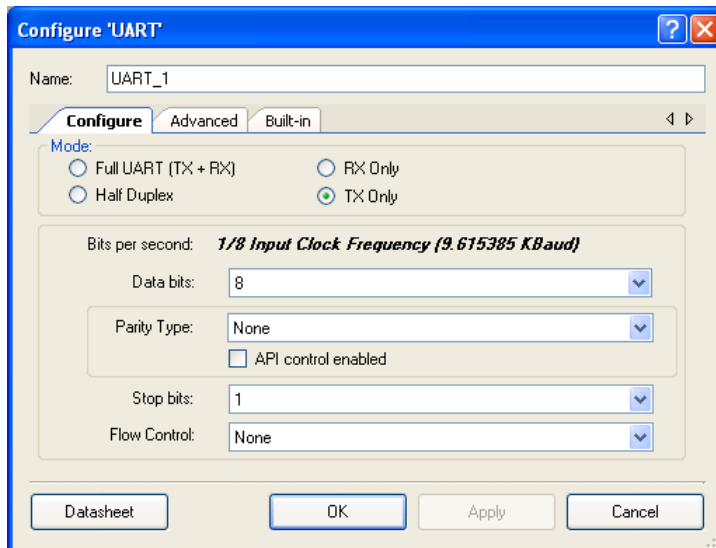 Configure 'UART'
Name: UART_1
Configure Advanced Built-in
Mode:
Full UART (TX + RX) RX Only
Half Duplex TX Only
Bits per second: 1/8 Input Clock Frequency (9.615385 KBaud)
Data bits: 8
Parity Type: None
API control enabled
Stop bits: 1
Flow Control: None
Datasheet OK Apply Cancel